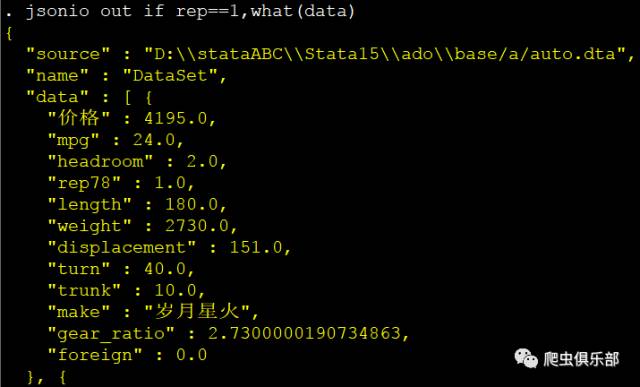 . jsonio out if rep==1,what(data)
{
"source" : "D:\\stataABC\\Stata15\\ado\\base/a/auto.dta",
"name" : "DataSet",
"data" : [ {
"价格" : 4195.0,
"mpg" : 24.0,
"headroom" : 2.0,
"rep78" : 1.0,
"length" : 180.0,
"weight" : 2730.0,
"displacement" : 151.0,
"turn" : 40.0,
"trunk" : 10.0,
"make" : "岁月星火",
"gear_ratio" : 2.7300000190734863,
"foreign" : 0.0
}, {
爬虫俱乐部